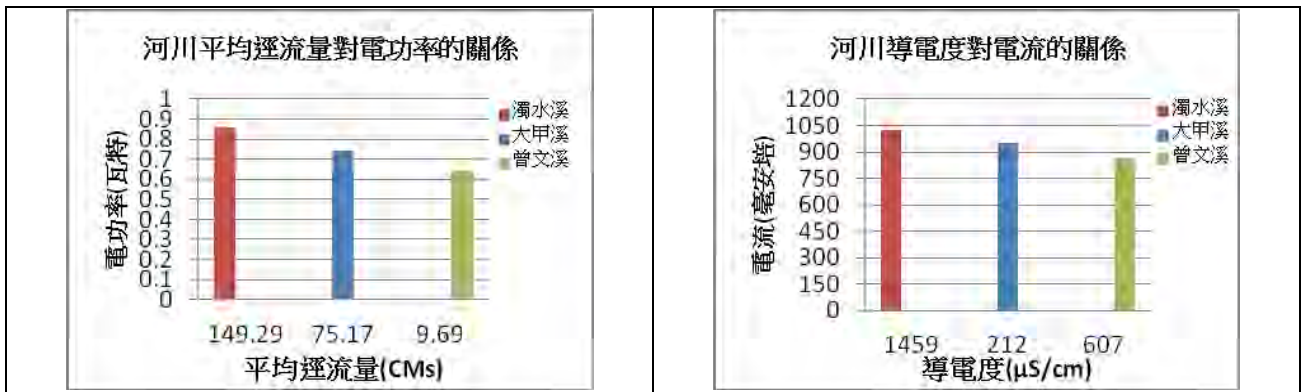 河川平均逕流量對電功率的關係
電功率(瓦特)
1
0.9
0.8
0.7
0.6
0.5
0.4
0.3
0.2
0.1
0
濁水溪
大甲溪
曾文溪
149.29 75.17 9.69
平均逕流量(CMs)
河川導電度對電流的關係
電流(毫安培)
1200
1050
900
750
600
450
300
150
0
濁水溪
大甲溪
曾文溪
1459 212 607
導電度(μS/cm)